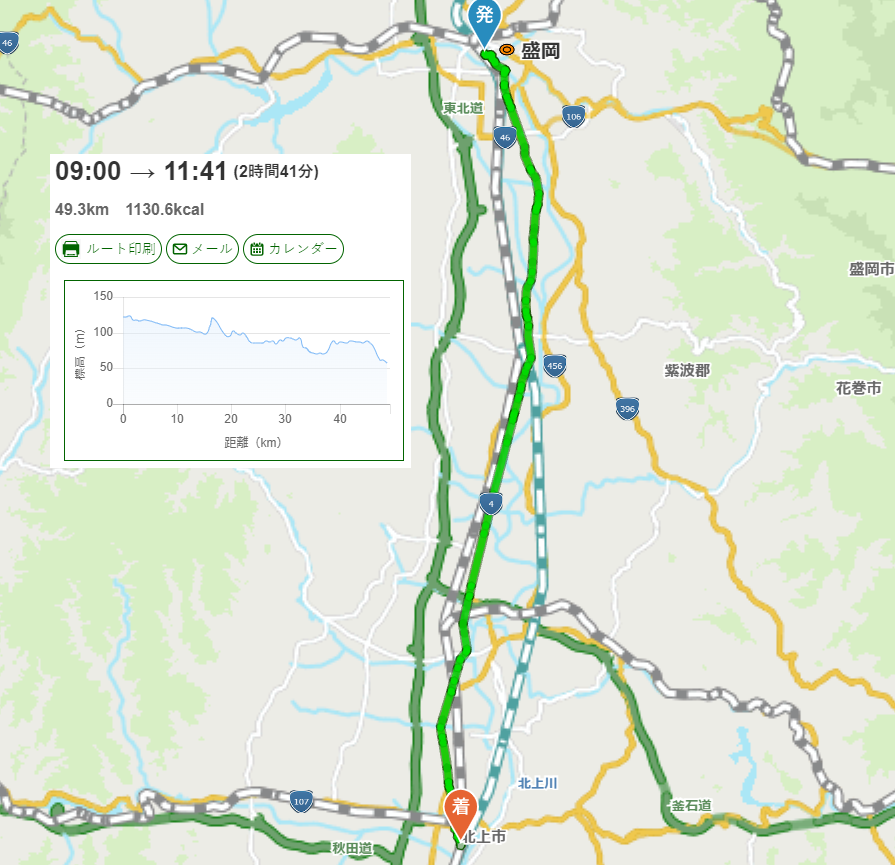 発
盛岡
46
東北道
106
46
09:00 → 11:41 (2時間41分)
49.3km 1130.6kcal
ルート印刷 メール カレンダー
盛岡市
150
100
50
0
標高（m）
0 10 20 30 40
距離（km）
456
紫波郡
花巻市
396
4
北上川
107
着
釜石道
北上市
秋田道